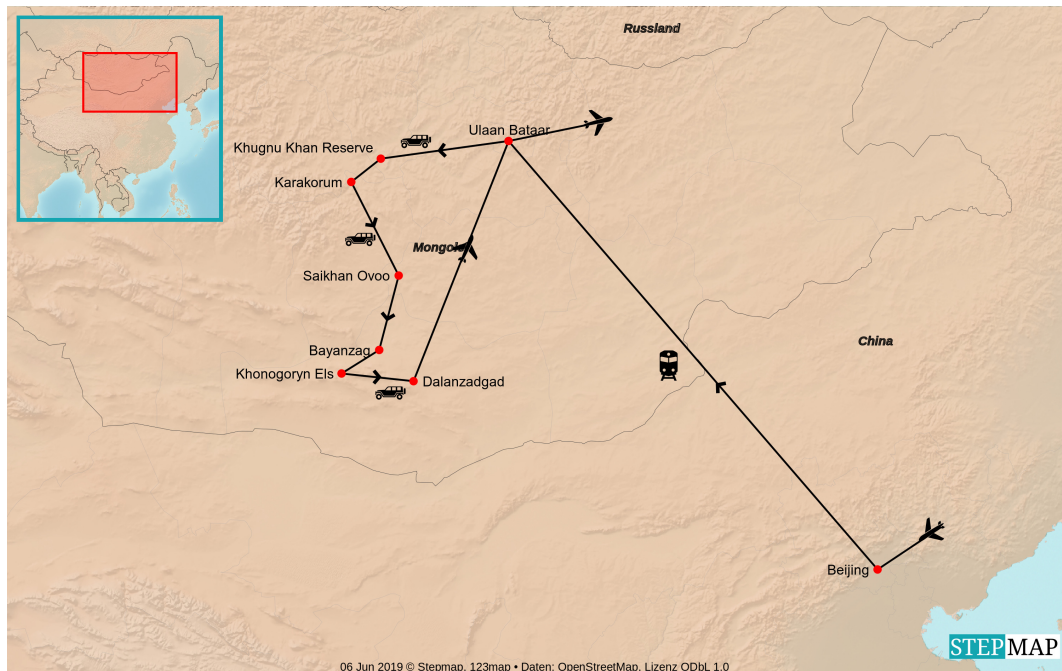 Russland
Ulaan Bataar
Khugnu Khan Reserve
Karakorum
Mongole
Saikhan Ovoo
China
Bayanzag
Khonogoryn Els
Dalanzadgad
Beijing
STEPMAP
06 Jun 2019 © Stepmap, 123map • Daten: OpenStreetMap, Lizenz ODbL 1.0